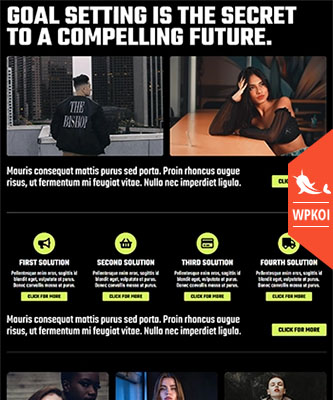 GOAL SETTING IS THE SECRET
TO A COMPELLING FUTURE.
THE
BISHOP
Mauris consequat mattis purus sed porta. Proin rhoncus augue
risus, ut fermentum mi feugiat vitae. Nulla nec imperdiet ligula.
WPKOI
FIRST SOLUTION
SECOND SOLUTION
THIRD SOLUTION
FOURTH SOLUTION
Pellentesque enim eros, sagittis id
blandit eget, vulputate at purus.
Donec convallis massa at purus.
Pellentesque enim eros, sagittis id
blandit eget, vulputate at purus.
Donec convallis massa at purus.
Pellentesque enim eros, sagittis id
blandit eget, vulputate at purus.
Donec convallis massa at purus.
Pellentesque enim eros, sagittis id
blandit eget, vulputate at purus.
Donec convallis massa at purus.
CLICK FOR MORE
CLICK FOR MORE
CLICK FOR MORE
CLICK FOR MORE
Mauris consequat mattis purus sed porta. Proin rhoncus augue
risus, ut fermentum mi feugiat vitae. Nulla nec imperdiet ligula.
CLICK FOR MORE